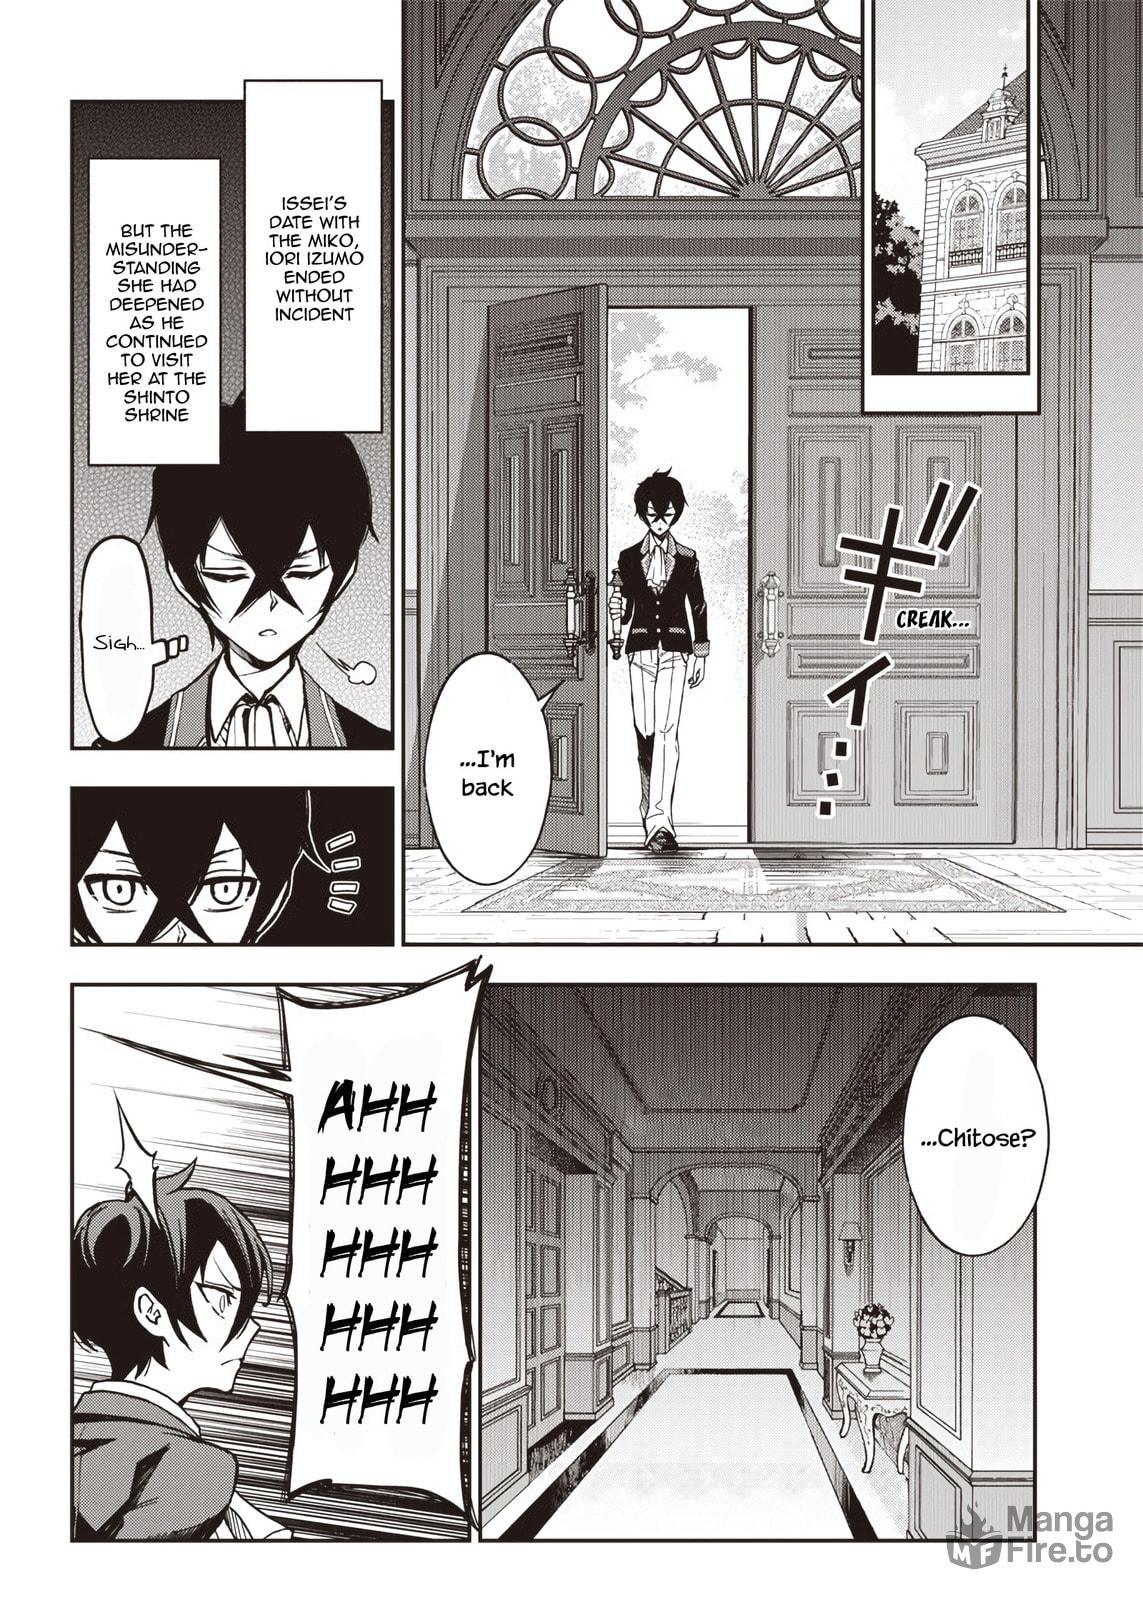 ギィ‥‥
CREAK...
...I'm
back
ISSEI'S
DATE WITH
THE MIKO,
IORI IZUMO
ENDED
WITHOUT
INCIDENT
BUT THE
MISUNDER-
STANDING
SHE HAD
DEEPENED
AS HE
CONTINUED
TO VISIT
HER AT THE
SHINTO
SHRINE
Sigh...
...Chitose?
AHH
HHH
HHH
HHH
HHH
Manga
Fire.to
MF